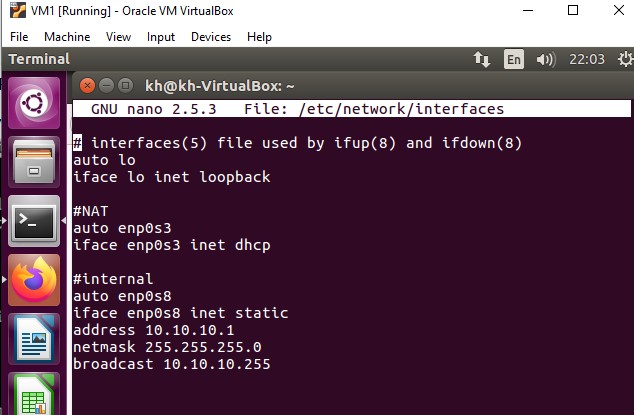 VM1 [Running] - Oracle VM VirtualBox
File Machine View Input Devices Help
Terminal En 22:03
kh@kh-VirtualBox: ~
GNU nano 2.5.3 File: /etc/network/interfaces
# interfaces(5) file used by ifup(8) and ifdown(8)
auto lo
iface lo inet loopback
#NAT
auto enp0s3
iface enp0s3 inet dhcp
#internal
auto enp0s8
iface enp0s8 inet static
address 10.10.10.1
netmask 255.255.255.0
broadcast 10.10.10.255